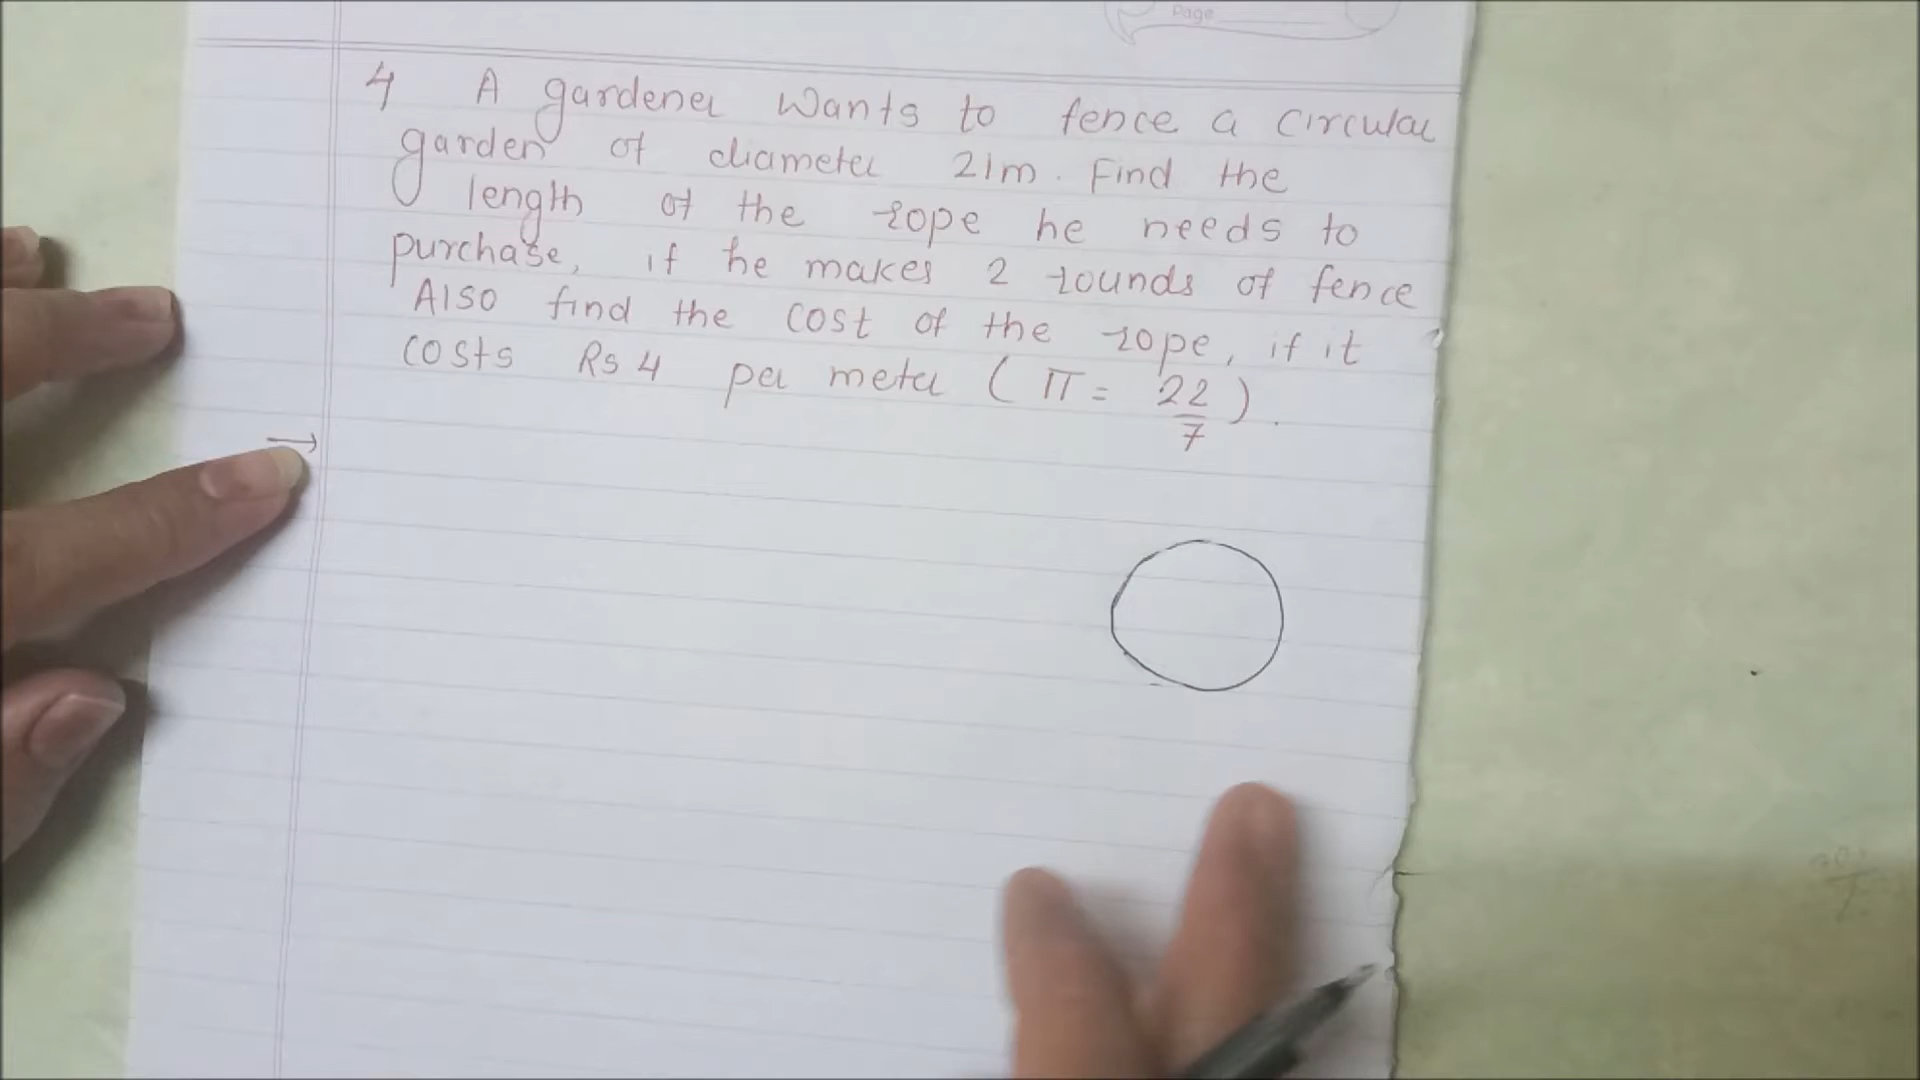 Page
4 A gardener wants to fence a circular
garden of diameter 21m. Find the
length of the rope he needs to
purchase, if he makes 2 rounds of fence
Also find the cost of the rope, if it
costs Rs 4 per meter (π = 22/7).